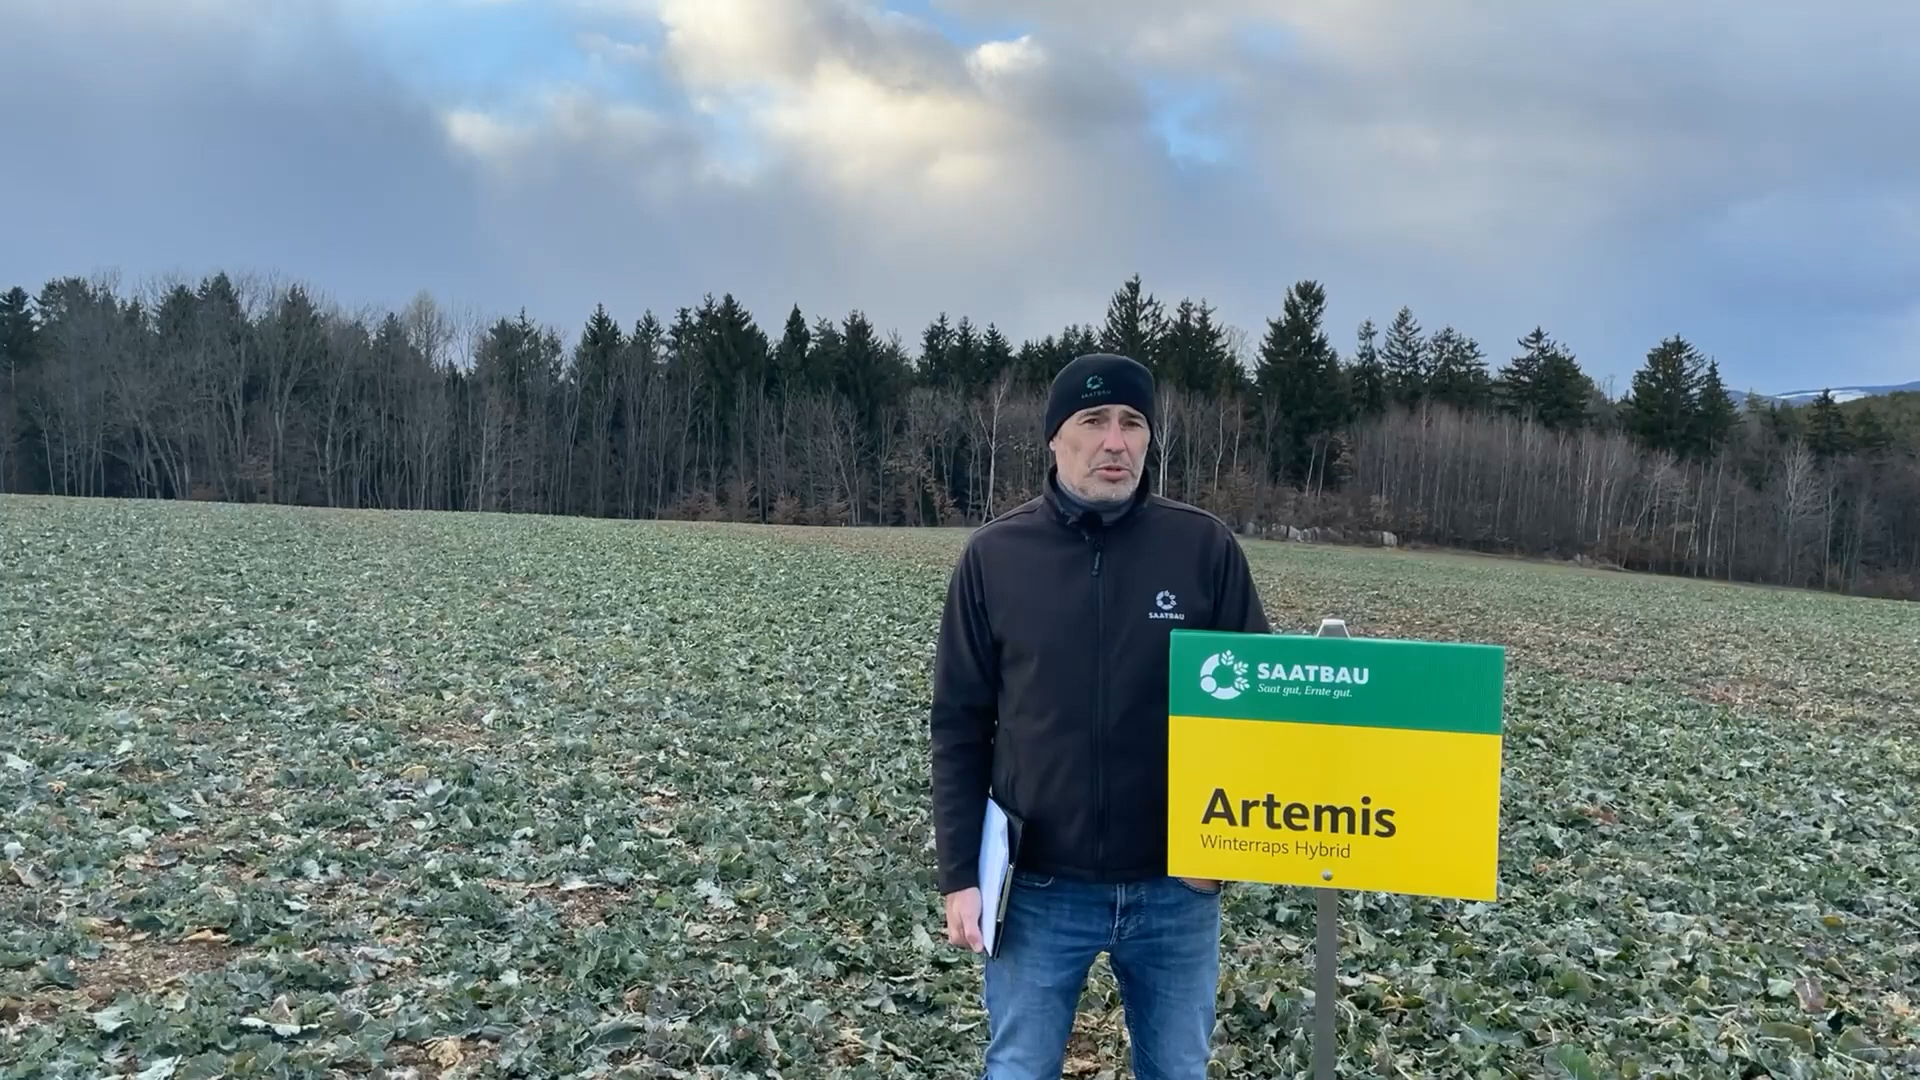 SAATBAU
SAATBAU
SAATBAU
Saat gut, Ernte gut.
Artemis
Winterraps Hybrid